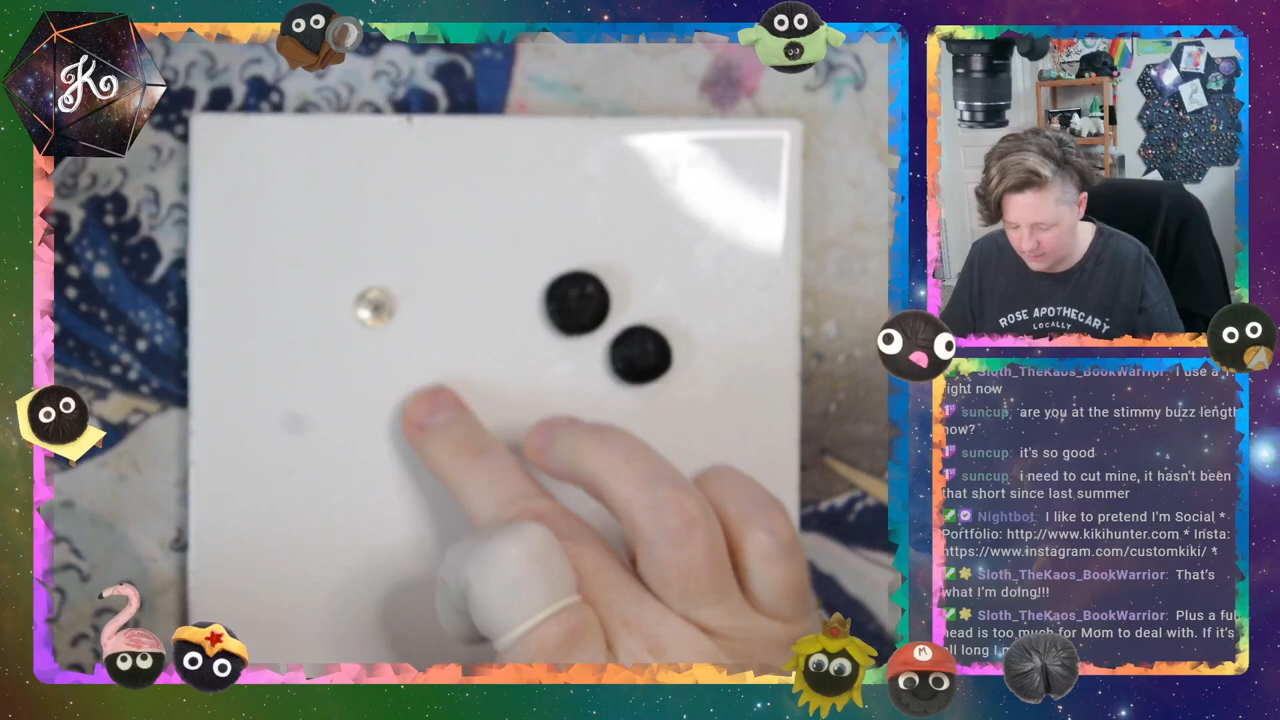 K
ROSE APOTHECARY
LOCALLY
M
Sloth_TheKaos_BookWarrior: I use a
right now
suncup: are you at the stimmy buzz length
now?
suncup: it's so good
suncup: i need to cut mine, it hasn't been
that short since last summer
Nightbot: I like to pretend I'm Social *
Portfolio: http://www.kikihunter.com * Insta:
https://www.instagram.com/customkiki/ *
Sloth_TheKaos_BookWarrior: That's
what I'm doing!!!
Sloth_TheKaos_BookWarrior: Plus a
head is too much for Mom to deal with. If it's
all long